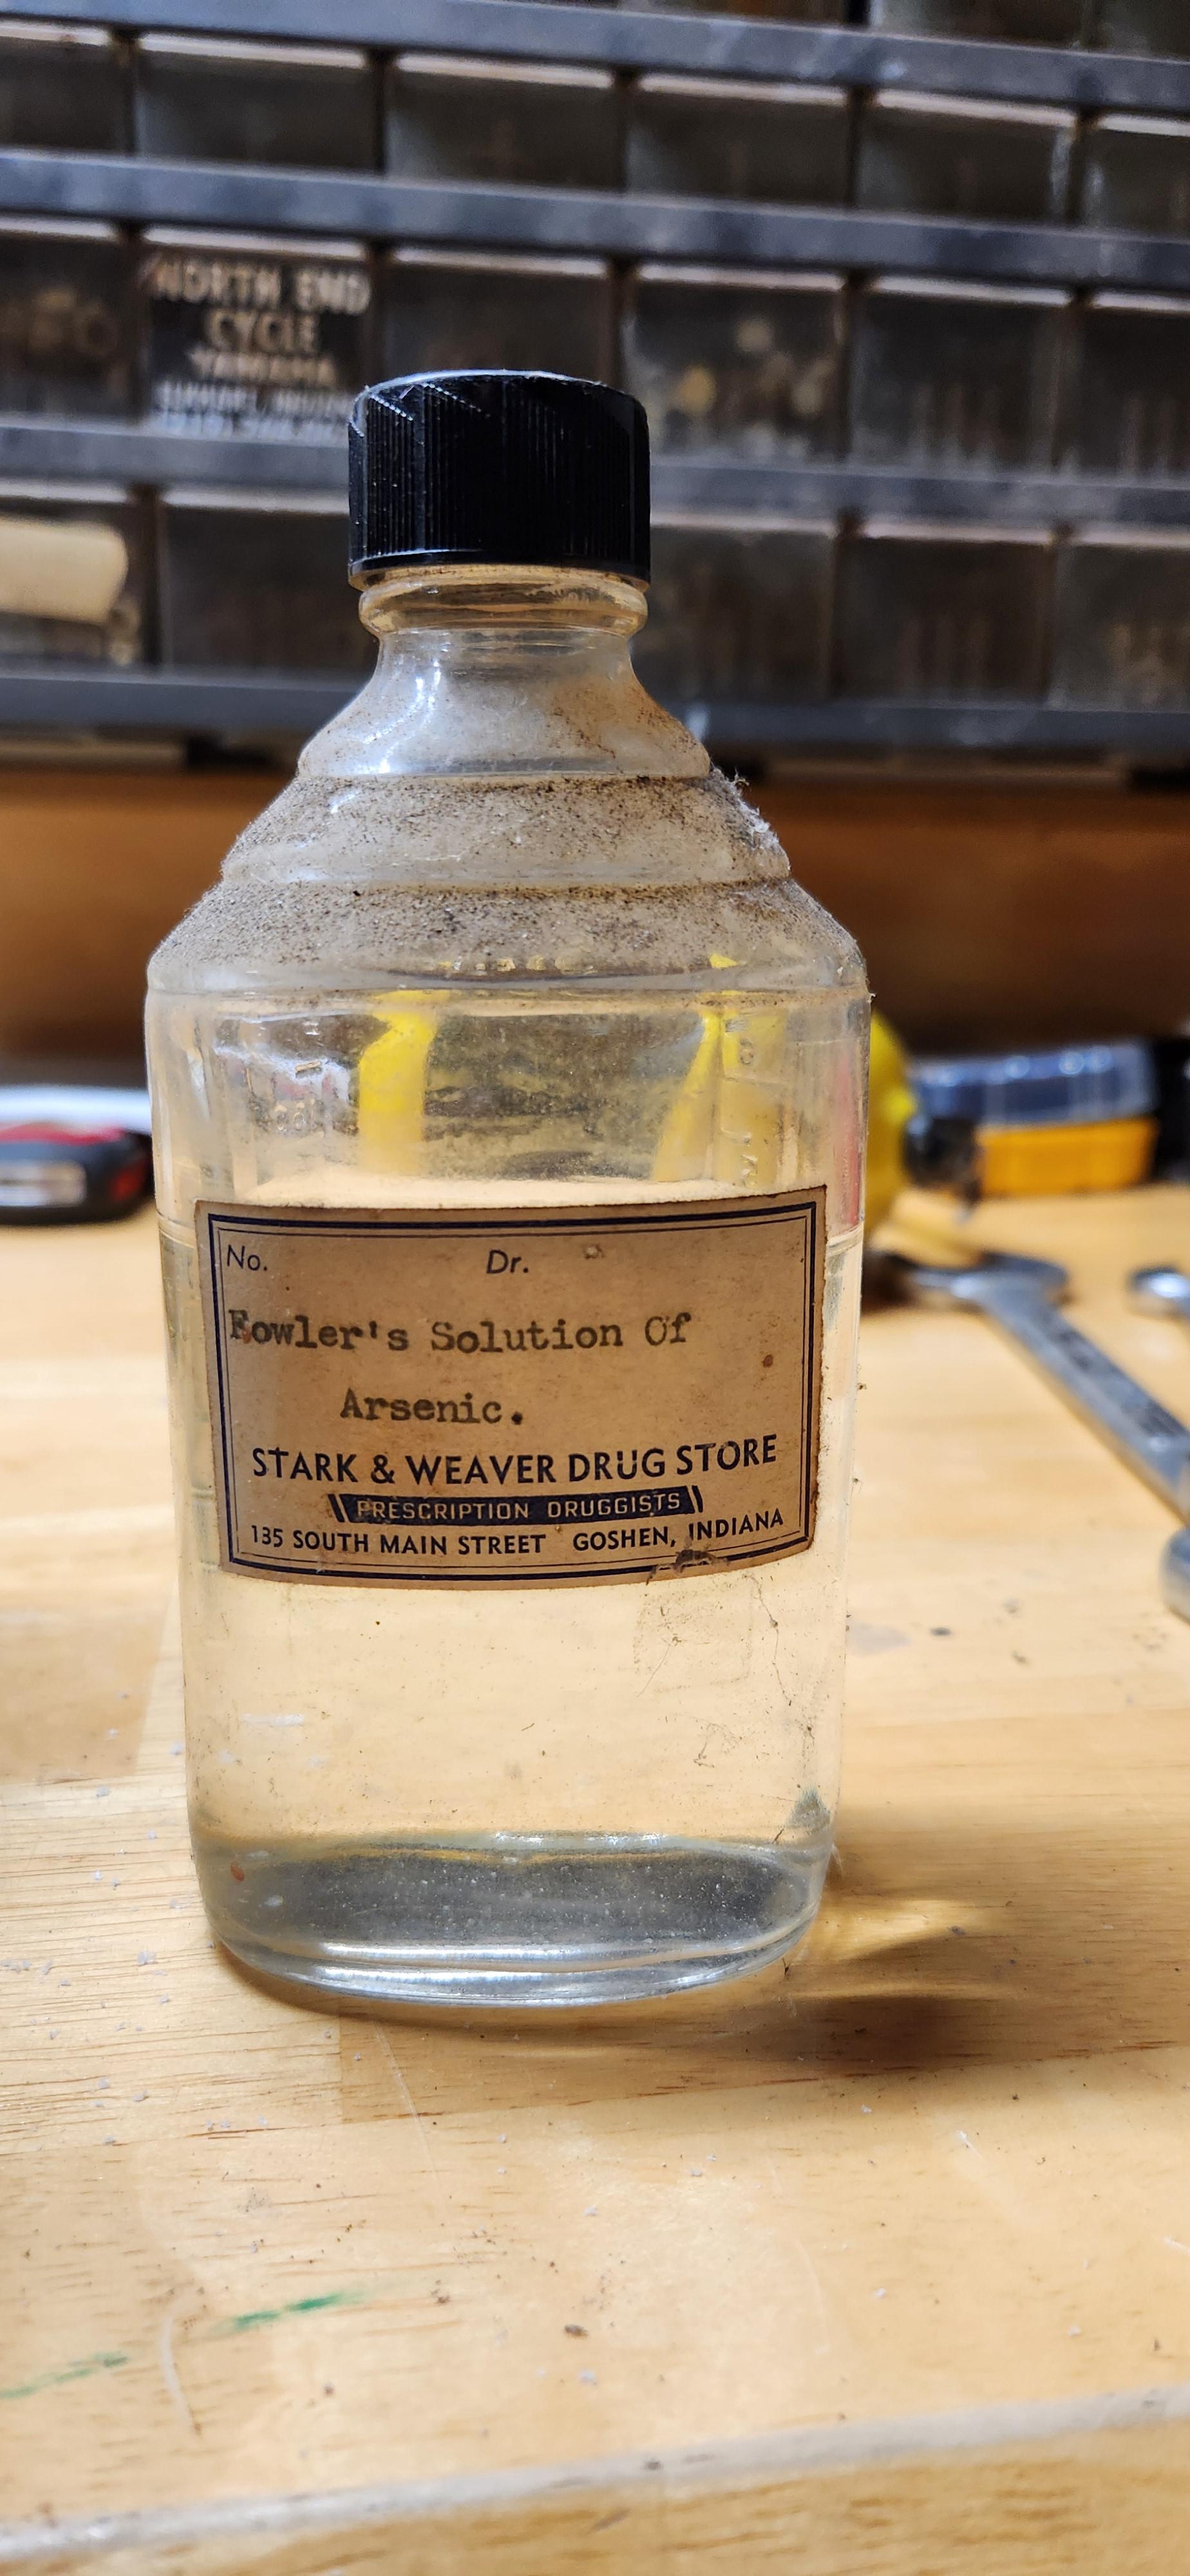 NORTH END
CYCLE
YAMAHA
No. Dr.
Fowler's Solution Of
Arsenic.
STARK & WEAVER DRUG STORE
PRESCRIPTION DRUGGISTS
135 SOUTH MAIN STREET GOSHEN, INDIANA